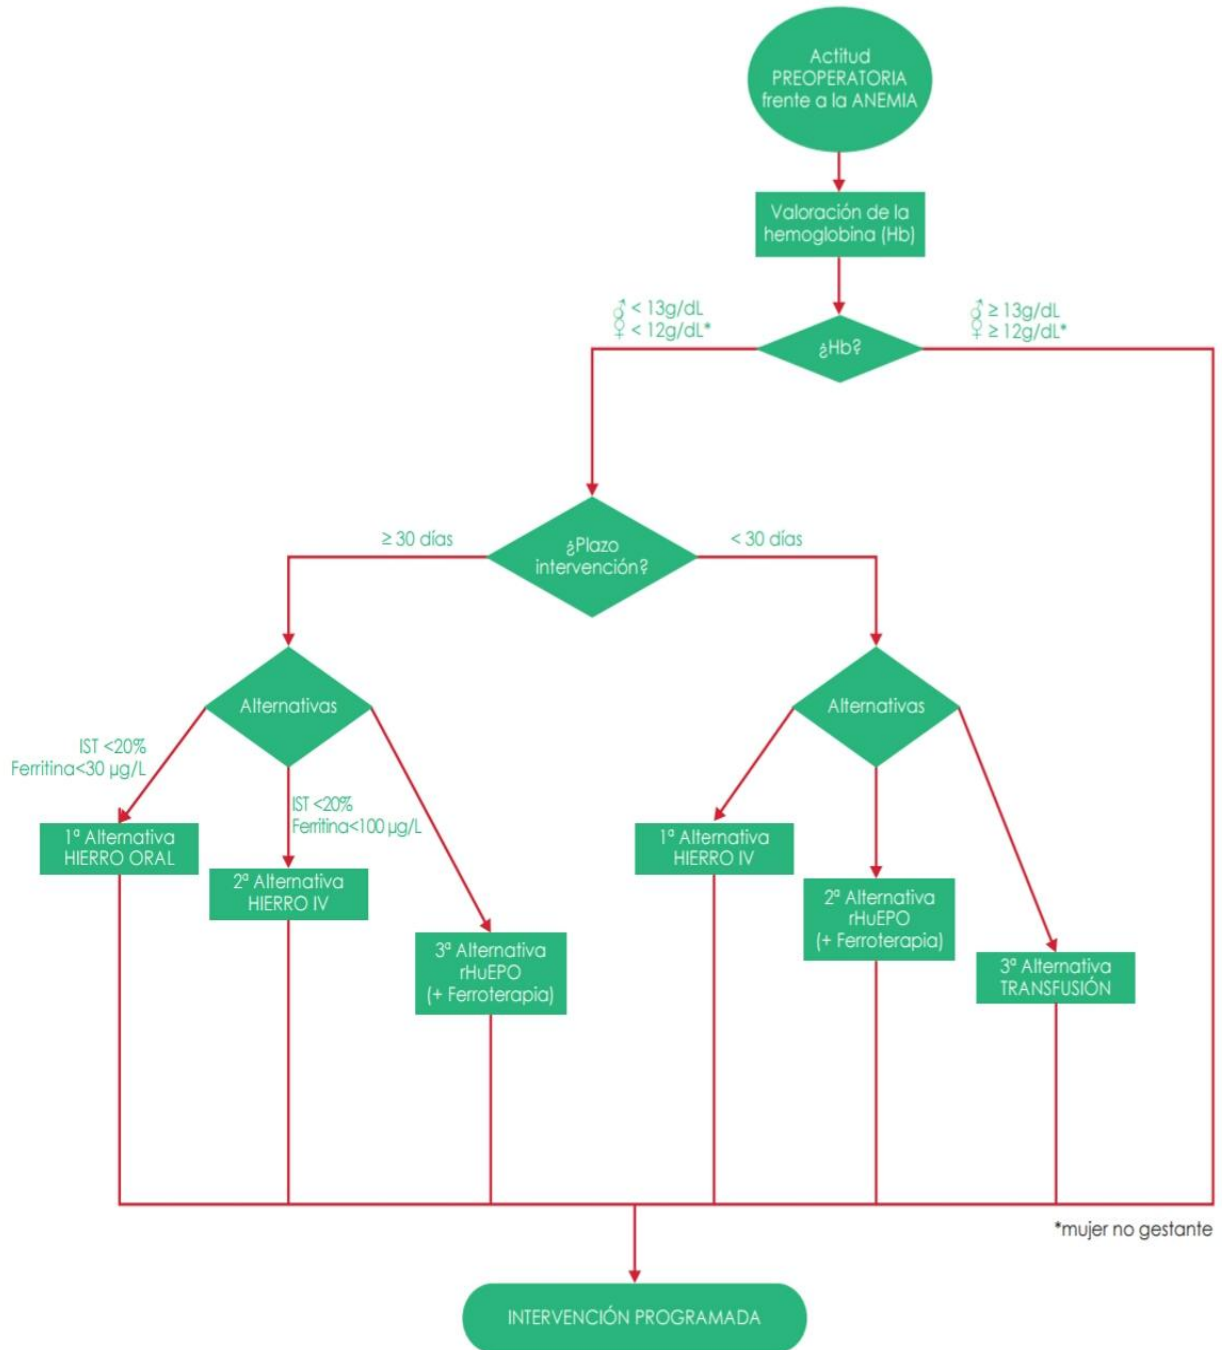 Actitud
PREOPERATORIA
frente a la ANEMIA
Valoración de la
hemoglobina (Hb)
♂ < 13g/dL
♀ < 12g/dL*
♂ ≥ 13g/dL
♀ ≥ 12g/dL*
¿Hb?
≥ 30 días
¿Plazo
intervención?
< 30 días
Alternativas
Alternativas
IST <20%
Ferritina<30 µg/L
IST <20%
Ferritina<100 µg/L
1ª Alternativa
HIERRO ORAL
2ª Alternativa
HIERRO IV
3ª Alternativa
rHuEPO
(+ Ferroterapia)
1ª Alternativa
HIERRO IV
2ª Alternativa
rHuEPO
(+ Ferroterapia)
3ª Alternativa
TRANSFUSIÓN
*mujer no gestante
INTERVENCIÓN PROGRAMADA